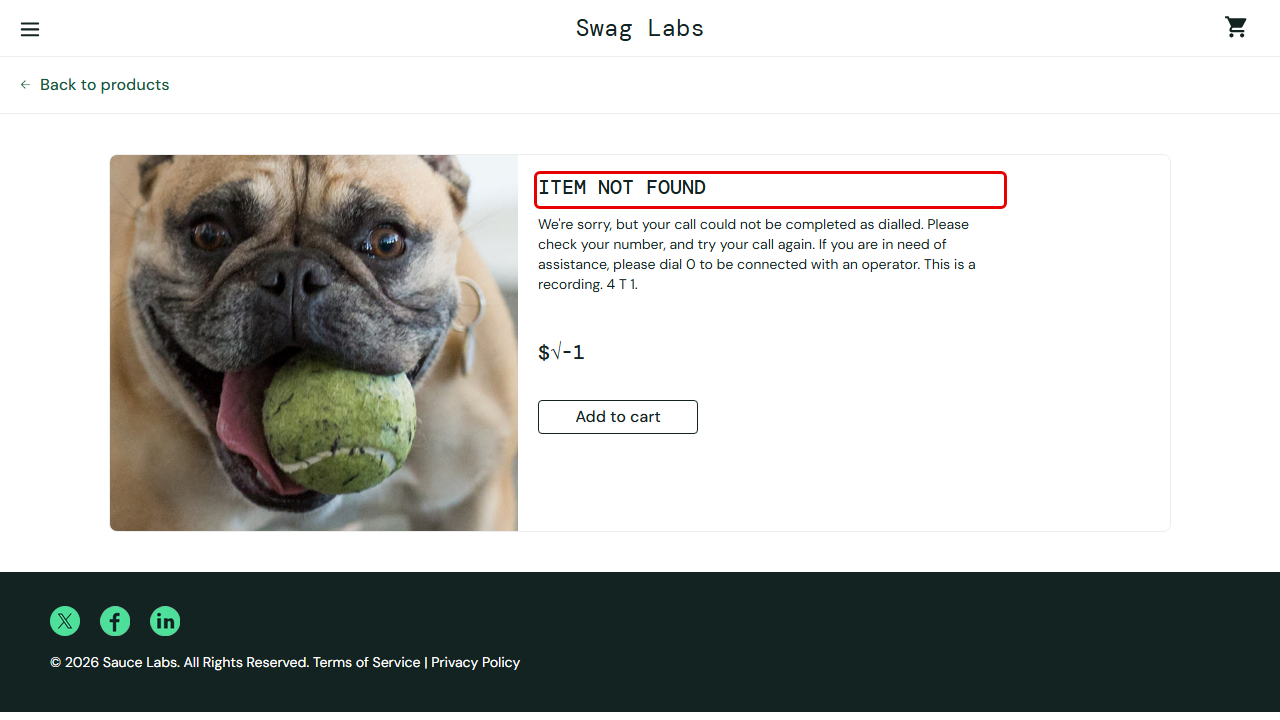 Swag Labs
Back to products
ITEM NOT FOUND
We're sorry, but your call could not be completed as dialled. Please
check your number, and try your call again. If you are in need of
assistance, please dial 0 to be connected with an operator. This is a
recording. 4 T 1.
$√-1
Add to cart
© 2026 Sauce Labs. All Rights Reserved. Terms of Service | Privacy Policy